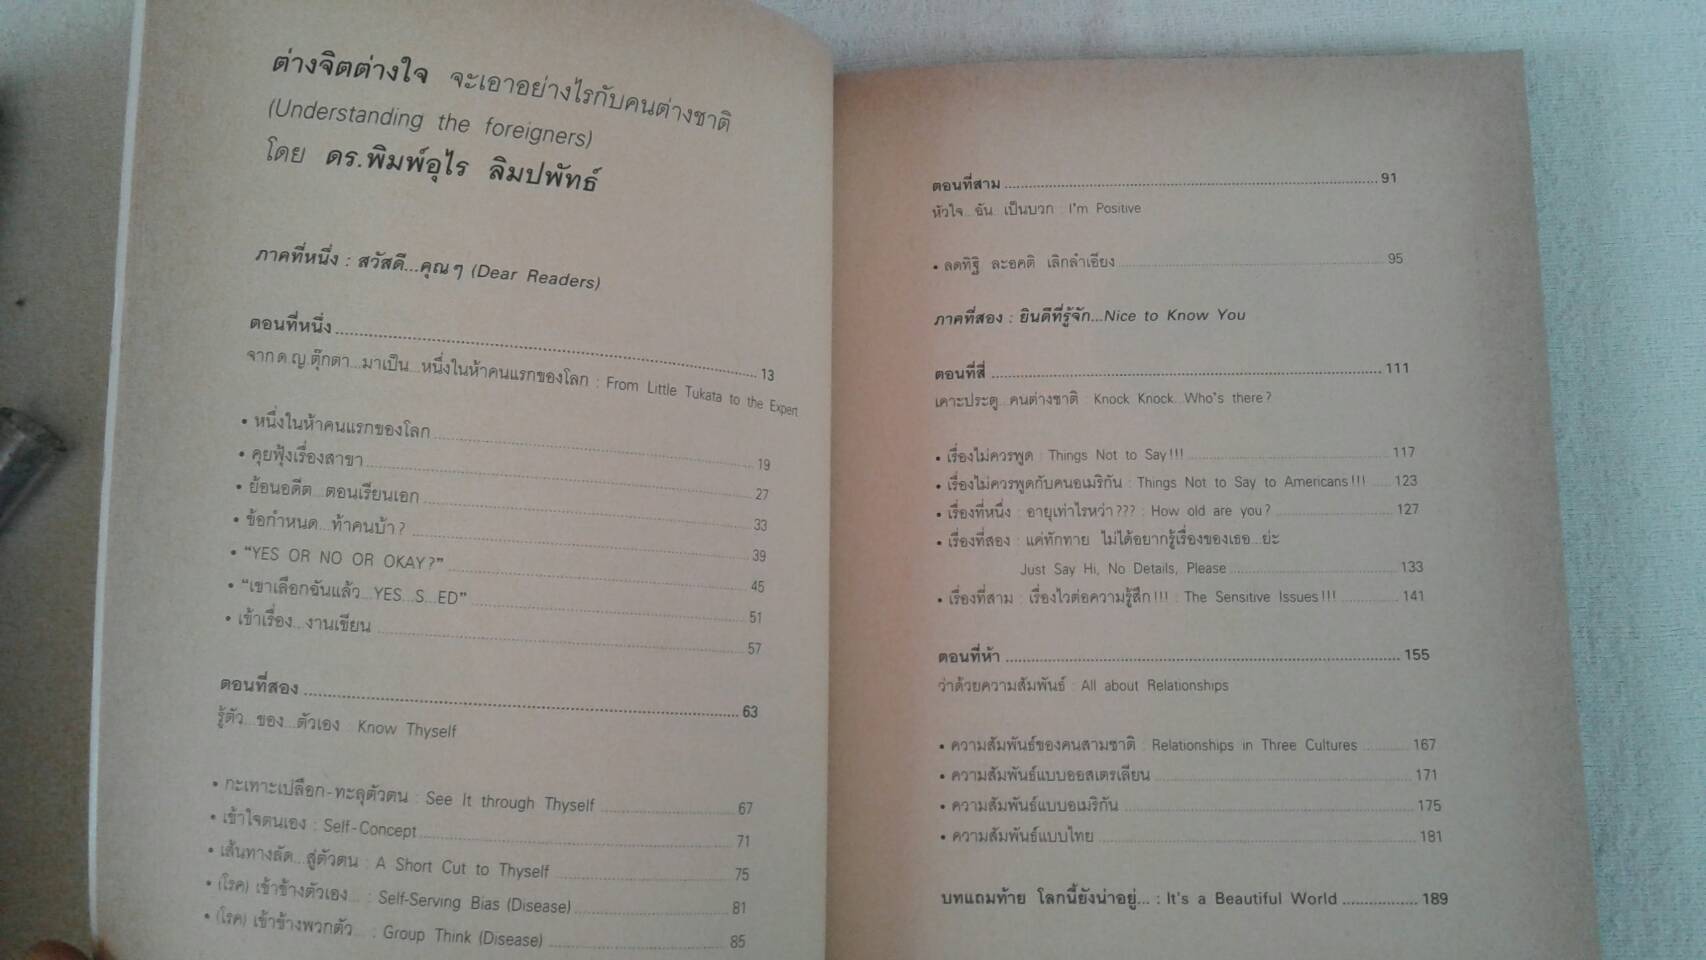 ต่างจิตต่างใจ จะเอาอย่างไรกับคนต่างชาติ
(Understanding the foreigners)
โดย ดร.พิมพ์อุไร ลิมปพัทธ์
ภาคที่หนึ่ง : สวัสดี...คุณๆ (Dear Readers)
ตอนที่หนึ่ง ........ 13
จาก ด.ญ.ตุ๊กตา...มาเป็น...หนึ่งในห้าคนแรกของโลก : From Little Tukata to the Expert
• หนึ่งในห้าคนแรกของโลก ........ 19
• คุยฟุ้งเรื่องสาขา ........ 27
• ย้อนอดีต...ตอนเรียนเอก ........ 33
• ข้อกำหนด...ท้าคนบ้า? ........ 39
• "YES OR NO OR OKAY?" ........ 45
• "เขาเลือกฉันแล้ว...YES...S...ED" ........ 51
• เข้าเรื่อง...งานเขียน ........ 57
ตอนที่สอง ........ 63
รู้ตัว...ของ...ตัวเอง : Know Thyself
• กะเทาะเปลือก-ทะลุตัวตน : See It through Thyself ........ 67
• เข้าใจตนเอง : Self-Concept ........ 71
• เส้นทางลัด...สู่ตัวตน : A Short Cut to Thyself ........ 75
• (โรค) เข้าข้างตัวเอง... : Self-Serving Bias (Disease) ........ 81
• (โรค) เข้าข้างพวกตัว... : Group Think (Disease) ........ 85
ตอนที่สาม ........ 91
หัวใจ...ฉัน...เป็นบวก : I'm Positive
• ลดทิฐิ ละอคติ เลิกลำเอียง ........ 95
ภาคที่สอง : ยินดีที่รู้จัก...Nice to Know You
ตอนที่สี่ ........ 111
เคาะประตู...คนต่างชาติ : Knock Knock...Who's there?
• เรื่องไม่ควรพูด : Things Not to Say!!! ........ 117
• เรื่องไม่ควรพูดกับคนอเมริกัน : Things Not to Say to Americans!!! ........ 123
• เรื่องที่หนึ่ง : อายุเท่าไรหว่า??? : How old are you? ........ 127
• เรื่องที่สอง : แค่ทักทาย ไม่ได้อยากรู้เรื่องของเธอ...ย่ะ
Just Say Hi, No Details, Please ........ 133
• เรื่องที่สาม : เรื่องไวต่อความรู้สึก!!! : The Sensitive Issues!!! ........ 141
ตอนที่ห้า ........ 155
ว่าด้วยความสัมพันธ์ : All about Relationships
• ความสัมพันธ์ของคนสามชาติ : Relationships in Three Cultures ........ 167
• ความสัมพันธ์แบบออสเตรเลียน ........ 171
• ความสัมพันธ์แบบอเมริกัน ........ 175
• ความสัมพันธ์แบบไทย ........ 181
บทแถมท้าย โลกนี้ยังน่าอยู่... : It's a Beautiful World ........ 189